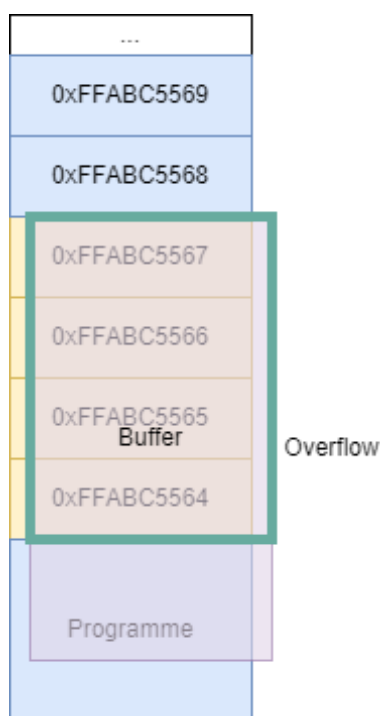 ...
0xFFABC5569
0xFFABC5568
0xFFABC5567
0xFFABC5566
0xFFABC5565
Buffer
Overflow
0xFFABC5564
Programme